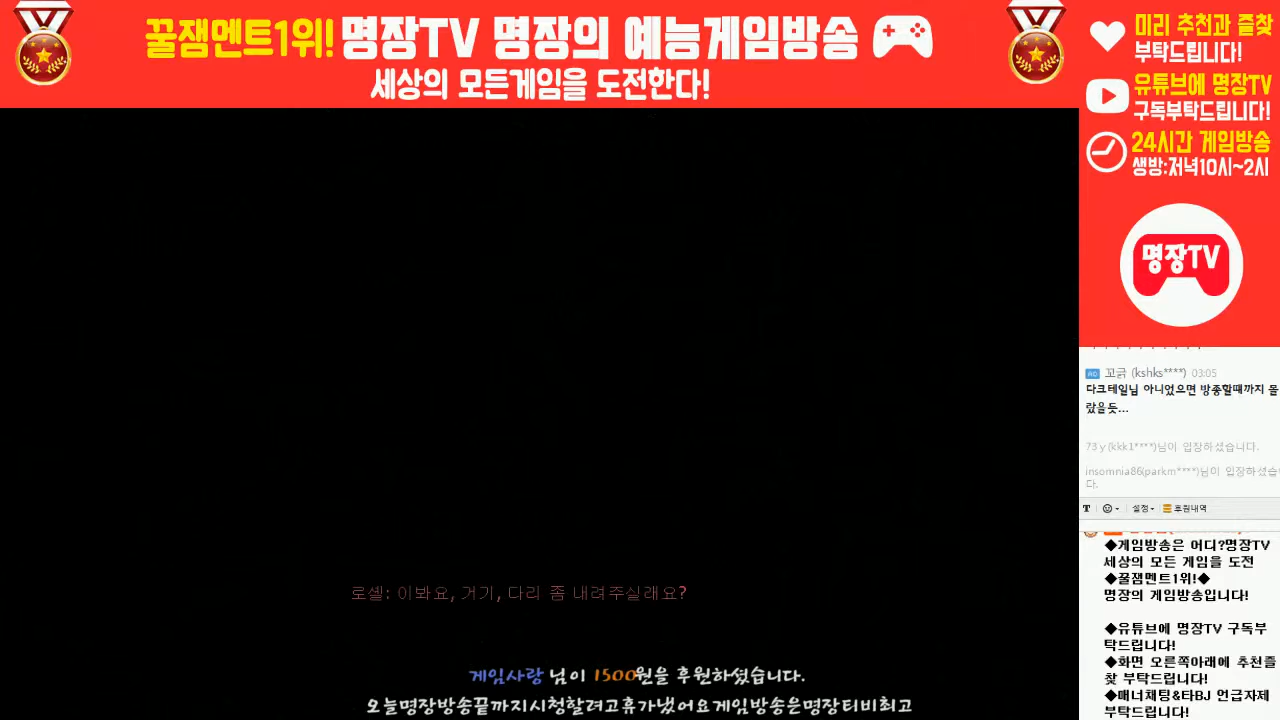 꿀잼멘트1위! 명장TV 명장의 예능게임방송
세상의 모든게임을 도전한다!
미리 추천과 즐찾
부탁드립니다!
유튜브에 명장TV
구독부탁드립니다!
24시간 게임방송
생방:저녁10시~2시
명장TV
꼬긁 (kshks****) 03:05
다크테일님 아니었으면 방종할때까지 몰
랐을듯...
73y(kkk1****)님이 입장하셨습니다.
insomnia86(parkm****)님이 입장하셨습니
다.
T 설정 후원내역
◆게임방송은 어디?명장TV
세상의 모든 게임을 도전
◆꿀잼멘트1위!◆
명장의 게임방송입니다!
◆유튜브에 명장TV 구독부
탁드립니다!
◆화면 오른쪽아래에 추천즐
찾 부탁드립니다!
◆매너채팅&타BJ 언급자제
부탁드립니다!
로셸: 이봐요, 거기, 다리 좀 내려주실래요?
게임사랑 님이 1500원을 후원하셨습니다.
오늘명장방송끝까지시청할려고휴가냈어요게임방송은명장티비최고